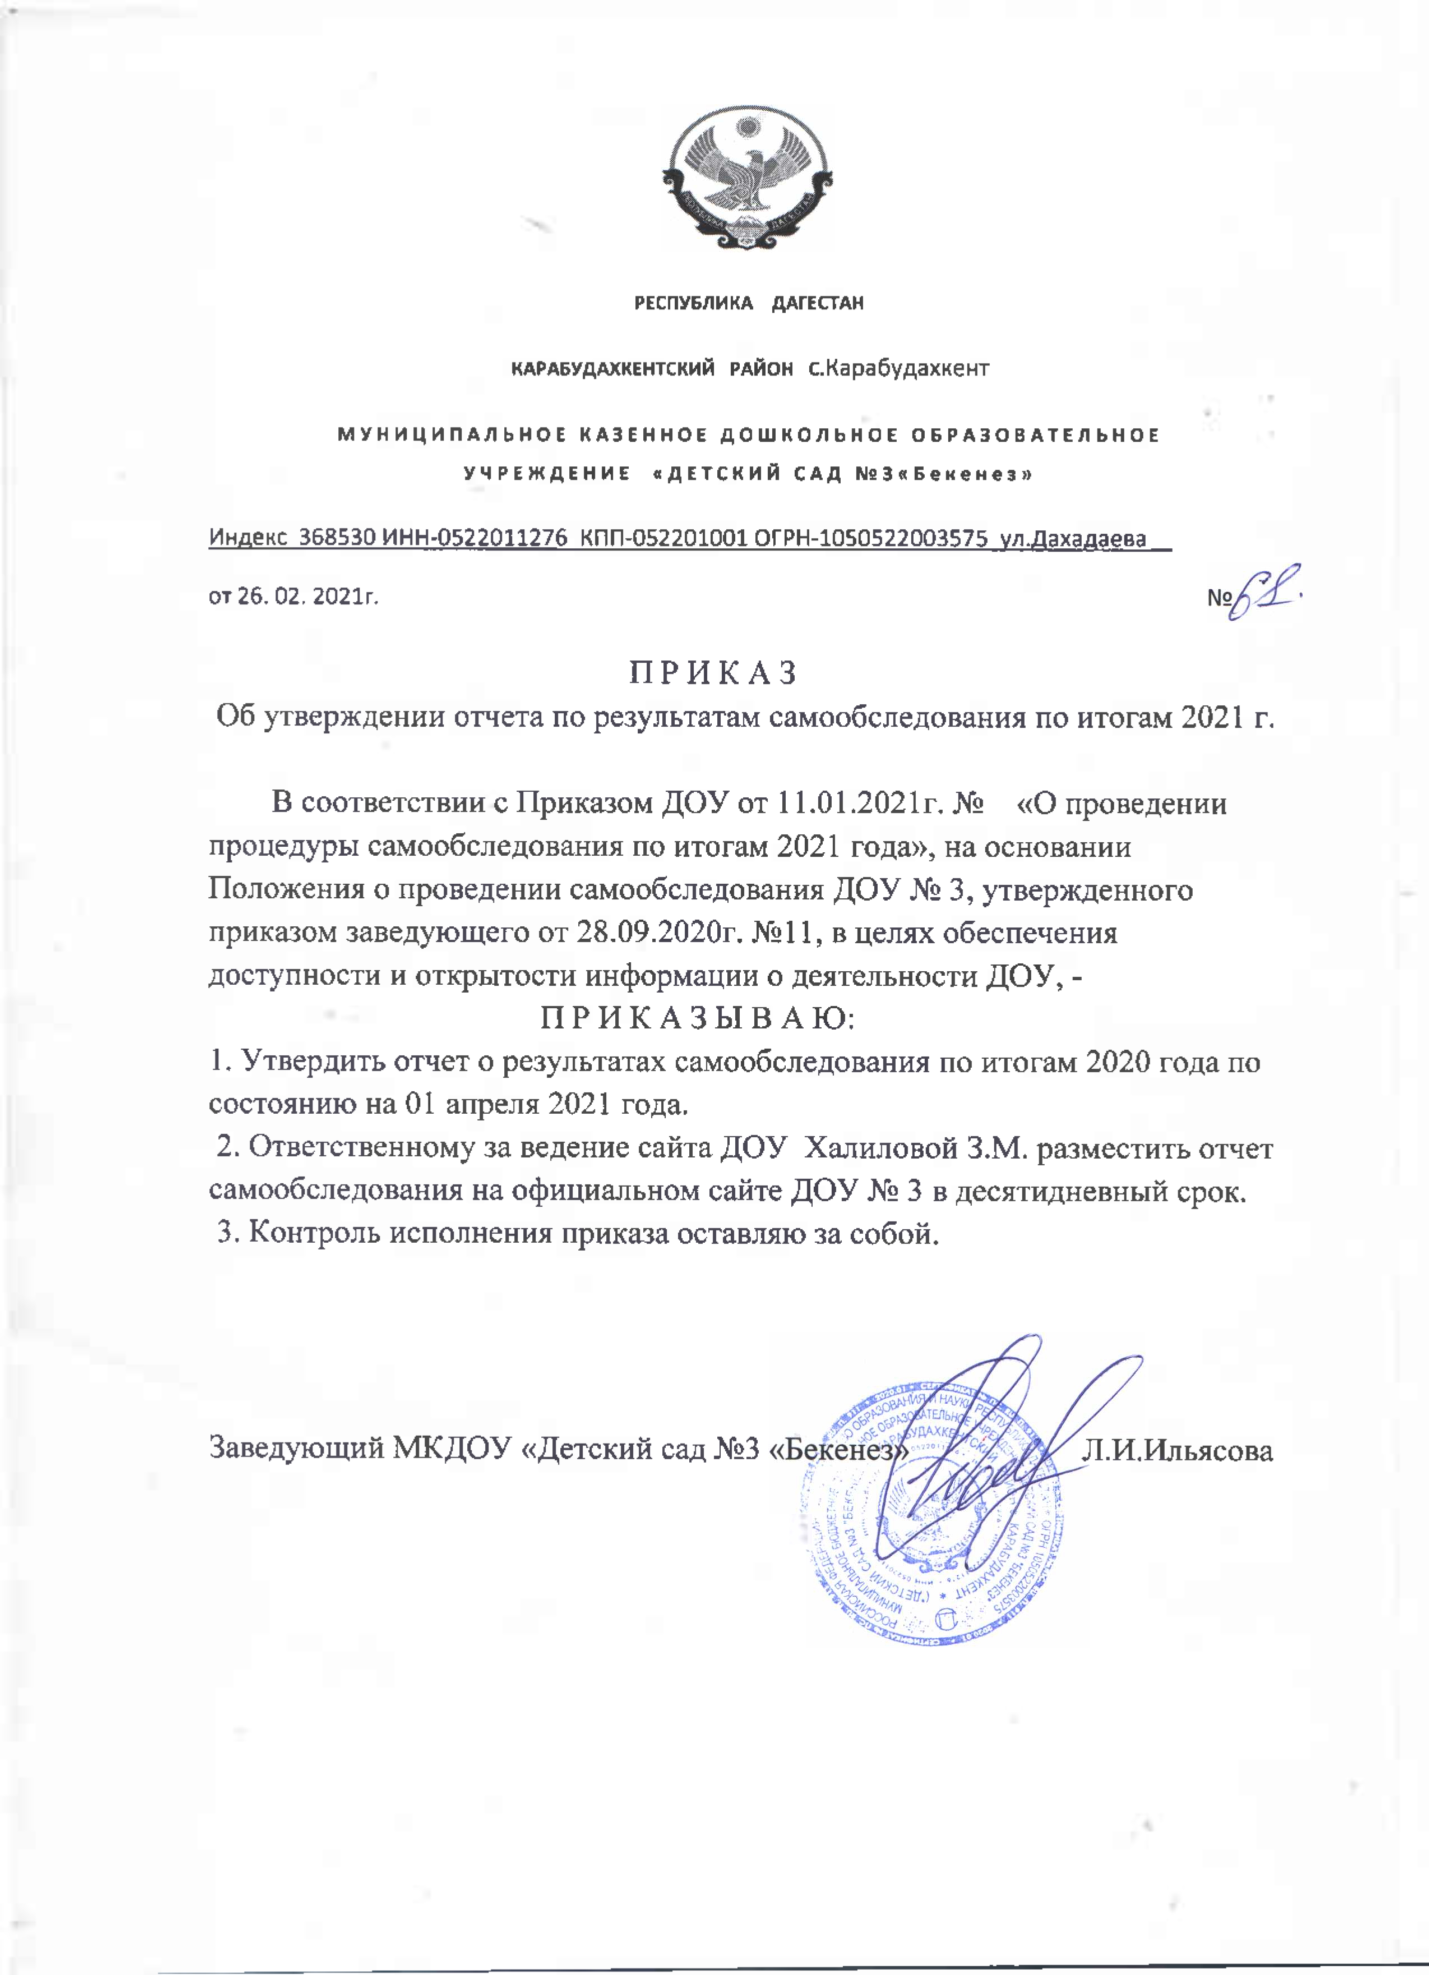 РЕСПУБЛИКА ДАГЕСТАН
КАРАБУДАХКЕНТСКИЙ РАЙОН с.Карабудахкент
МУНИЦИПАЛЬНОЕ КАЗЕННОЕ ДОШКОЛЬНОЕ ОБРАЗОВАТЕЛЬНОЕ
УЧРЕЖДЕНИЕ «ДЕТСКИЙ САД №3«Бекенез»
Индекс 368530 ИНН-0522011276 КПП-052201001 ОГРН-1050522003575 ул.Дахадаева
от 26. 02. 2021г. №
П Р И К А З
Об утверждении отчета по результатам самообследования по итогам 2021 г.
В соответствии с Приказом ДОУ от 11.01.2021г. № «О проведении
процедуры самообследования по итогам 2021 года», на основании
Положения о проведении самообследования ДОУ № 3, утвержденного
приказом заведующего от 28.09.2020г. №11, в целях обеспечения
доступности и открытости информации о деятельности ДОУ, -
П Р И К А З Ы В А Ю:
1. Утвердить отчет о результатах самообследования по итогам 2020 года по
состоянию на 01 апреля 2021 года.
2. Ответственному за ведение сайта ДОУ Халиловой З.М. разместить отчет
самообследования на официальном сайте ДОУ № 3 в десятидневный срок.
3. Контроль исполнения приказа оставляю за собой.
Заведующий МКДОУ «Детский сад №3 «Бекенез» Л.И.Ильясова